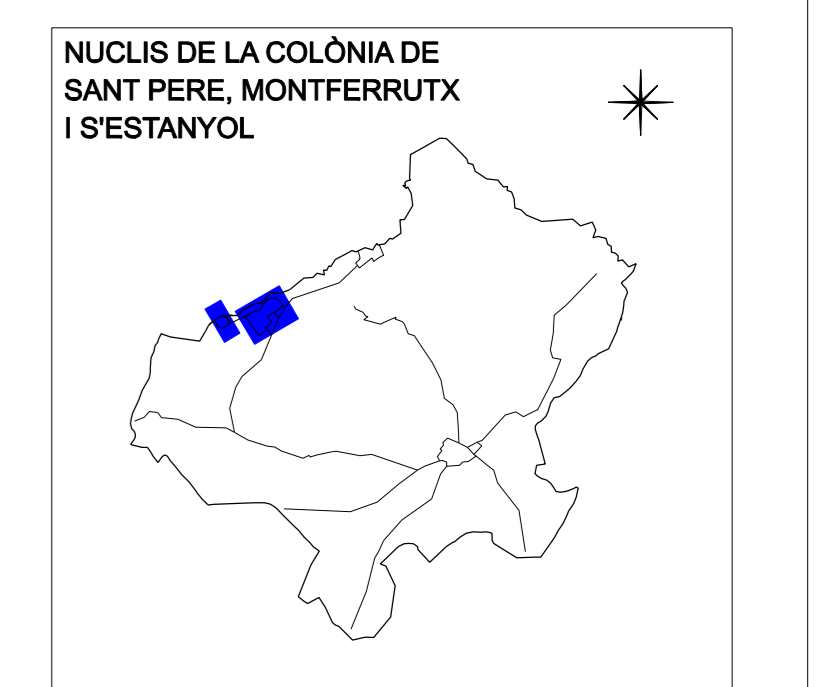 NUCLIS DE LA COLÒNIA DE
SANT PERE, MONTFERRUTX
I S'ESTANYOL